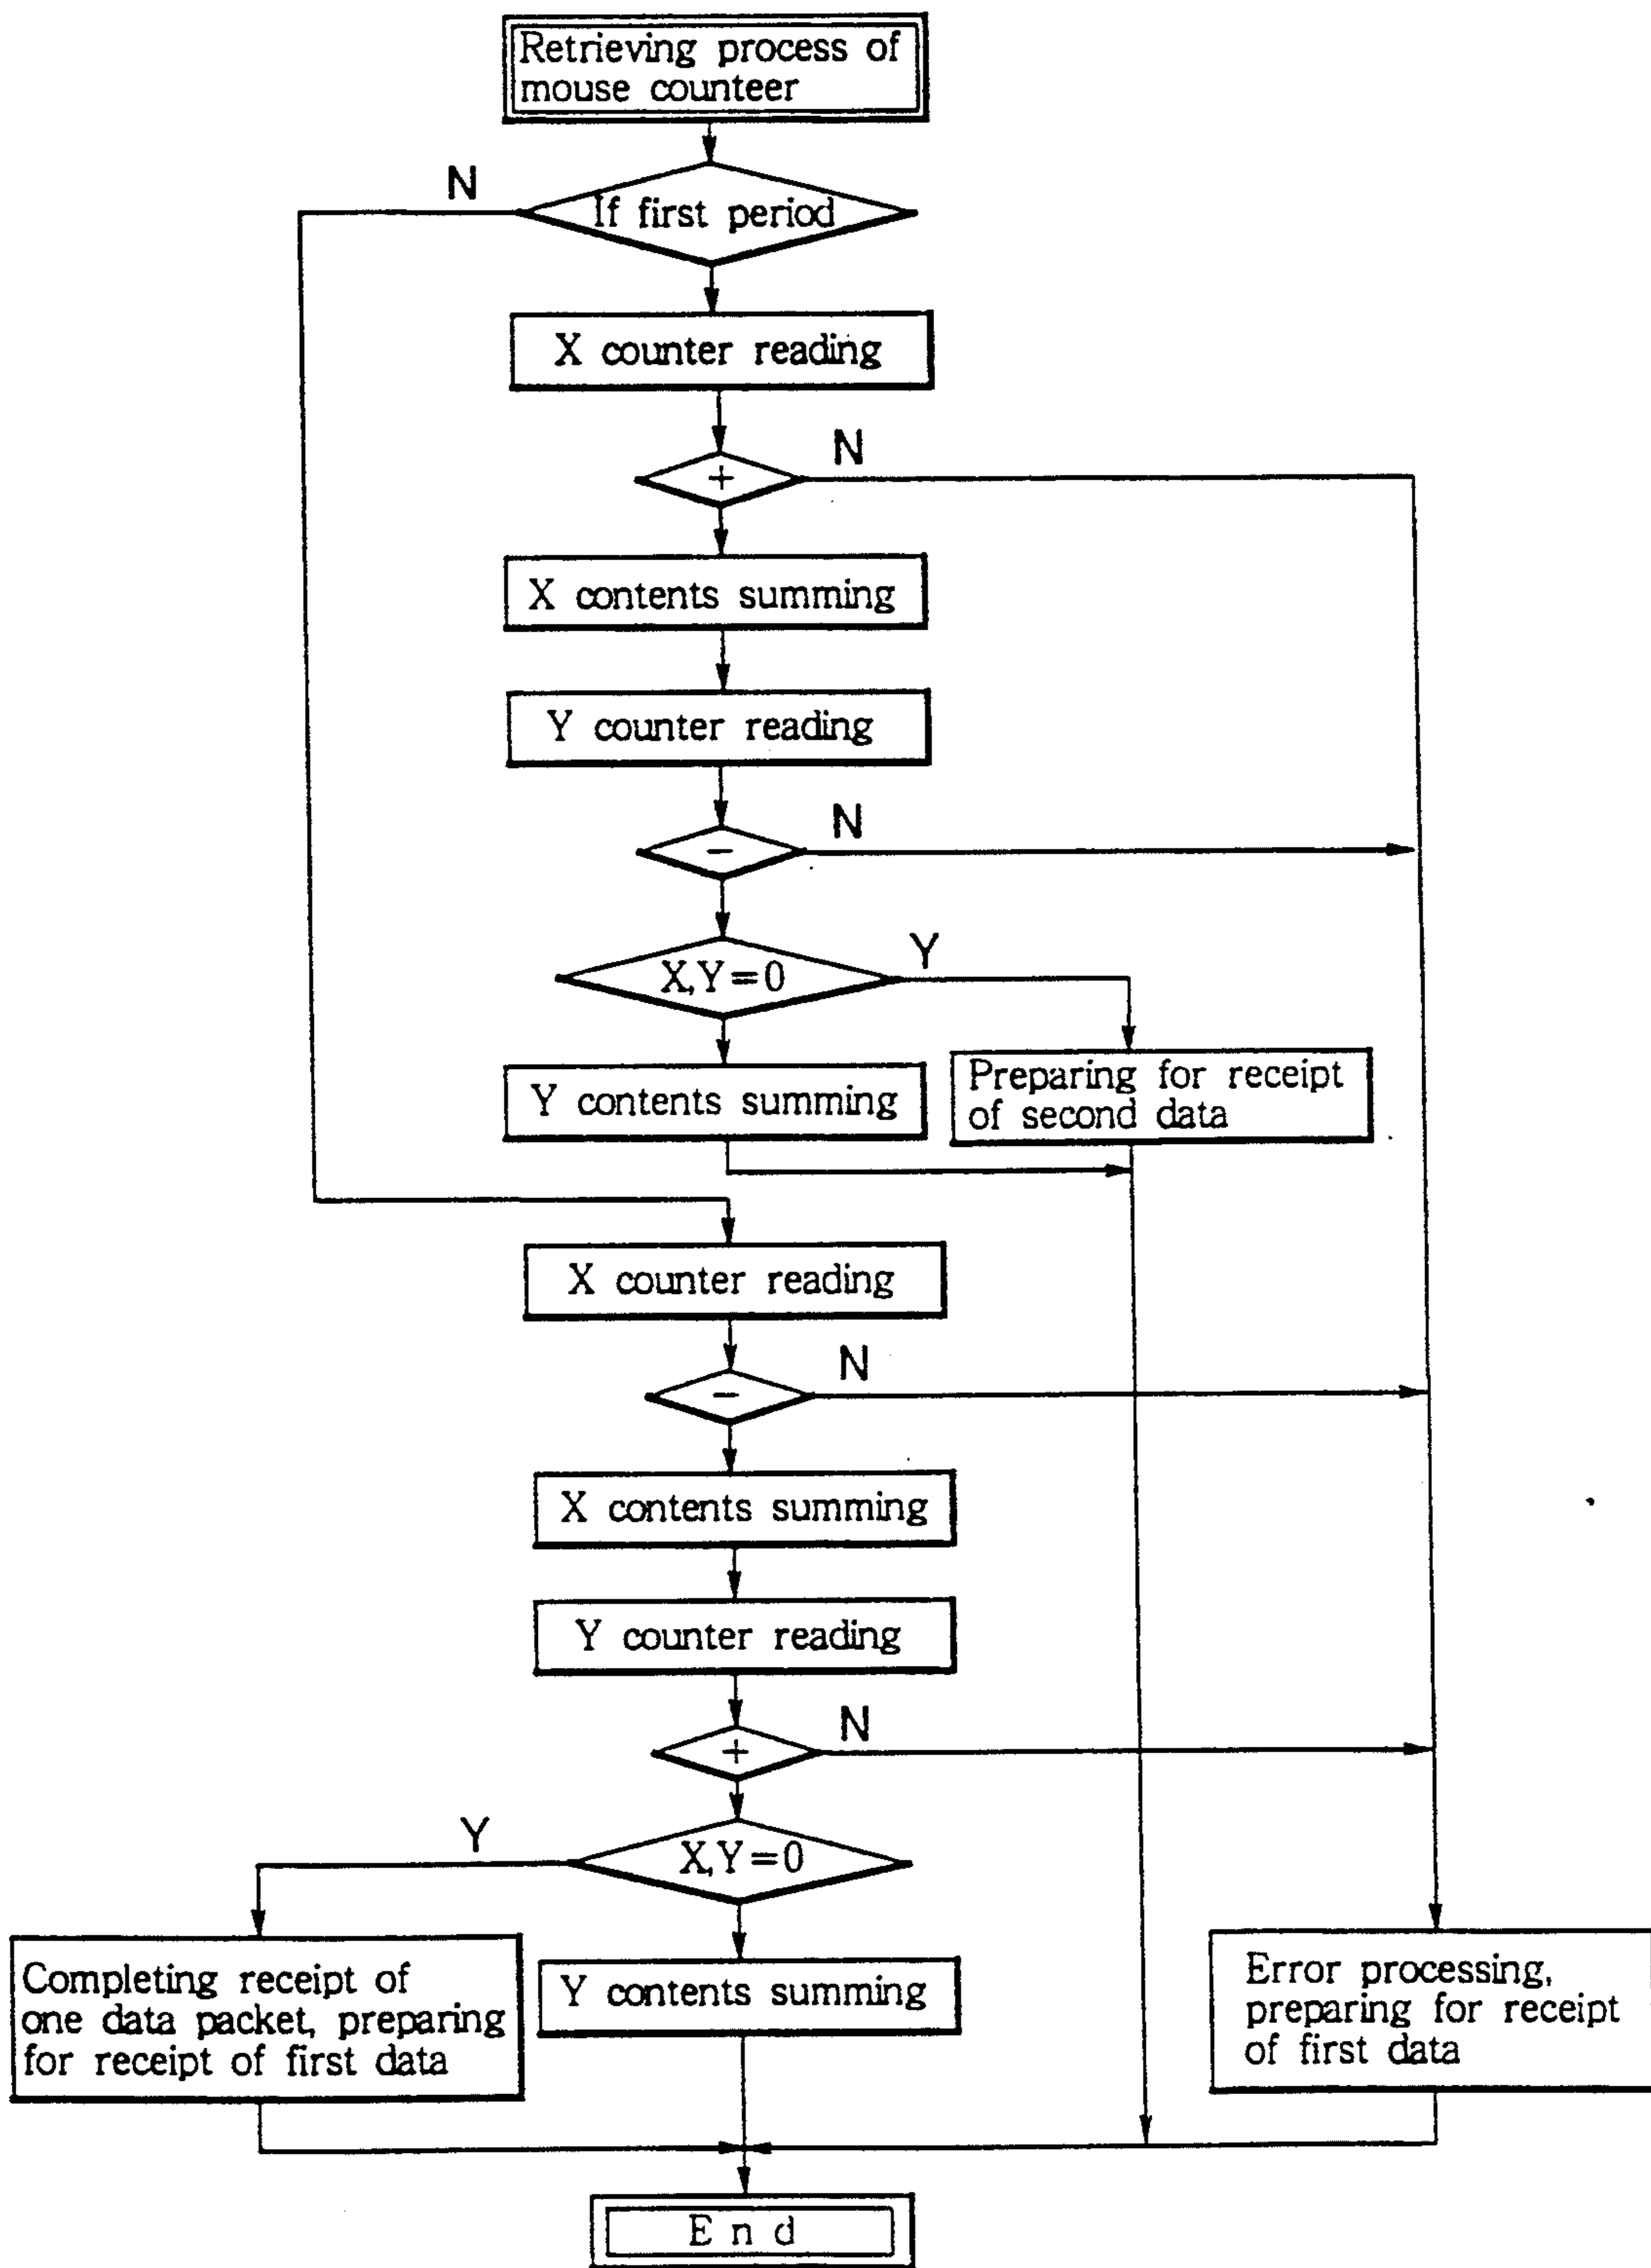 Retrieving process of
mouse counteer
N
If first period
X counter reading
N
+
X contents summing
Y counter reading
N
-
Y
X,Y=0
Y contents summing
Preparing for receipt
of second data
X counter reading
N
-
X contents summing
Y counter reading
N
+
Y
X,Y=0
Completing receipt of
one data packet, preparing
for receipt of first data
Y contents summing
Error processing,
preparing for receipt
of first data
End